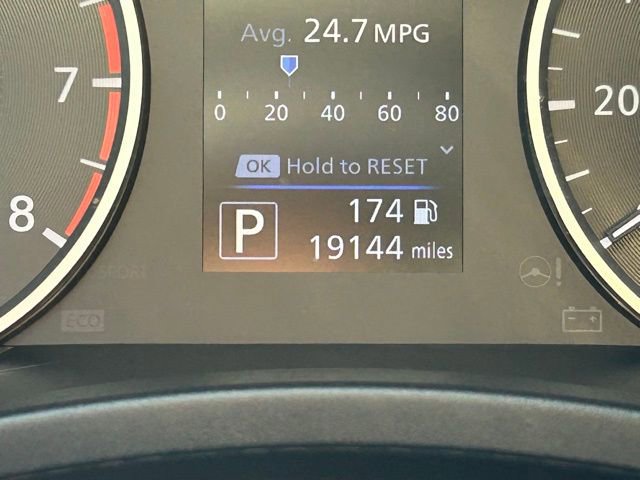 Avg. 24.7 MPG
7
20
0 20 40 60 80
OK Hold to RESET
P
174
8
19144 miles
SPORT
ECO
!